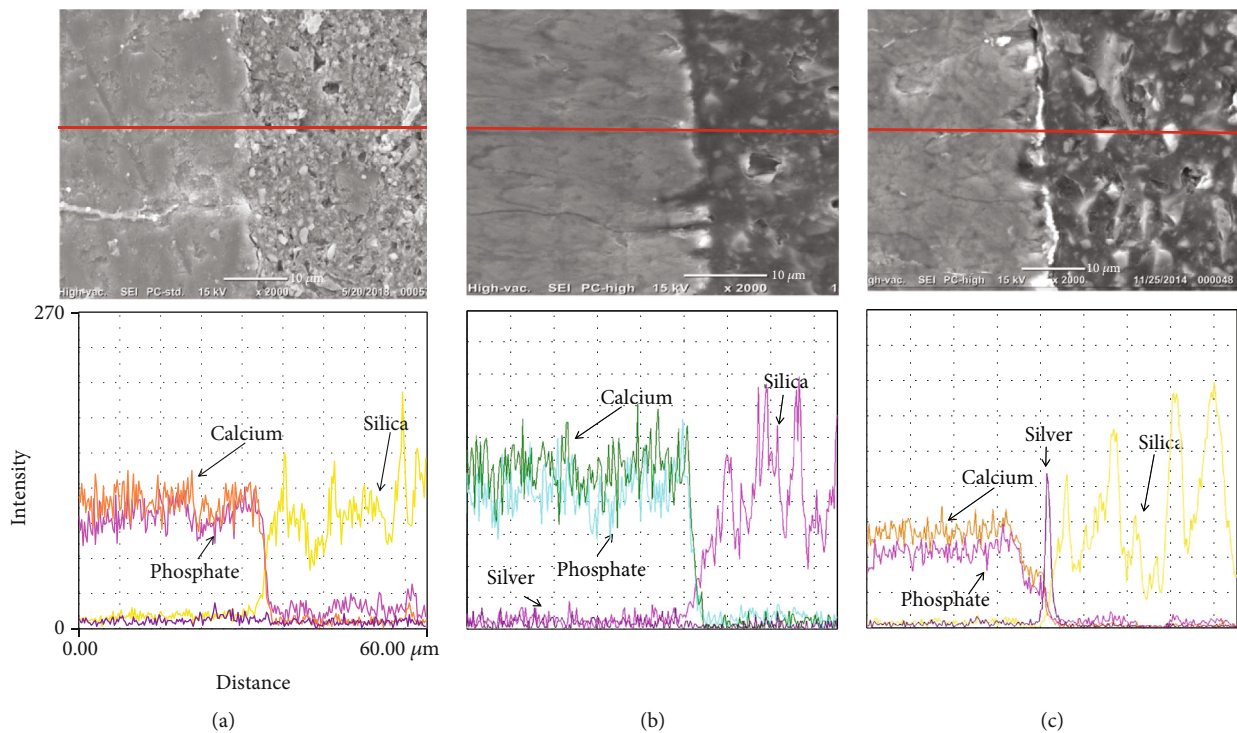 10 μm
High-vac. SEI PC-std. 15 kV x 2000 5/20/2018
10 μm
High-vac. SEI PC-high 15 kV x 2000 1
10 μm
High-vac. SEI PC-high 15 kV x 2000 11/25/2014 000048
270
Intensity
0
0.00
60.00 μm
Distance
Calcium
Silica
Phosphate
Calcium
Silica
Phosphate
Silver
Silver
Silica
Calcium
Phosphate
(a)
(b)
(c)